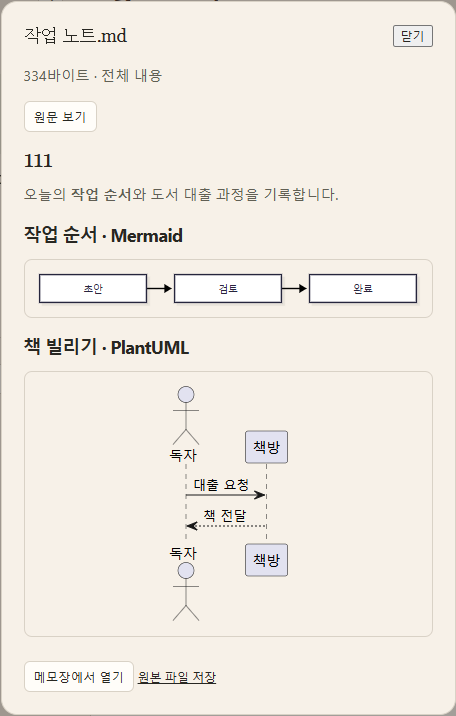 작업 노트.md
닫기
334바이트 · 전체 내용
원문 보기
111
오늘의 작업 순서와 도서 대출 과정을 기록합니다.
작업 순서 · Mermaid
초안
검토
완료
책 빌리기 · PlantUML
독자
책방
대출 요청
책 전달
독자
책방
메모장에서 열기
원본 파일 저장